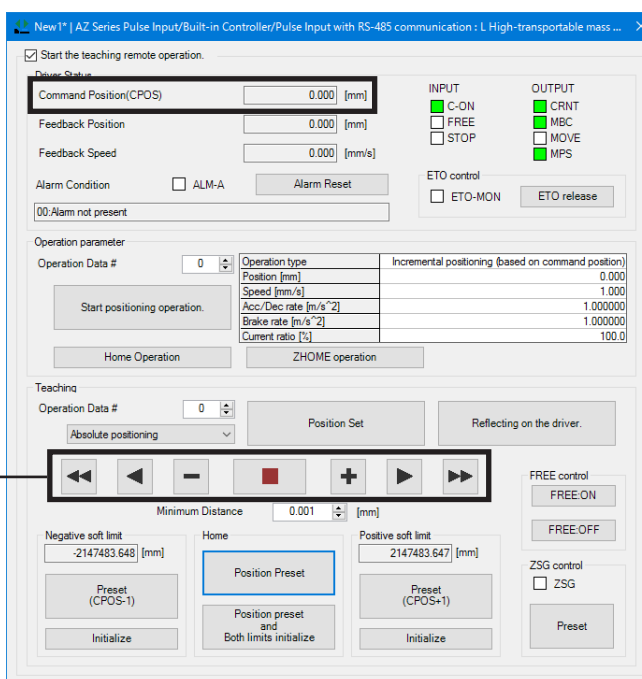 New1* | AZ Series Pulse Input/Built-in Controller/Pulse Input with RS-485 communication : L High-transportable mass ...
Start the teaching remote operation.
Driver Status
Command Position(CPOS) 0.000 [mm]
Feedback Position 0.000 [mm]
Feedback Speed 0.000 [mm/s]
Alarm Condition ALM-A Alarm Reset
00:Alarm not present
INPUT OUTPUT
C-ON CRNT
FREE MBC
STOP MOVE
MPS
ETO control
ETO-MON ETO release
Operation parameter
Operation Data # 0
Start positioning operation.
Operation type Incremental positioning (based on command position)
Position [mm] 0.000
Speed [mm/s] 1.000
Acc/Dec rate [m/s^2] 1.000000
Brake rate [m/s^2] 1.000000
Current ratio [%] 100.0
Home Operation ZHOME operation
Teaching
Operation Data # 0
Absolute positioning
Position Set Reflecting on the driver.
Minimum Distance 0.001 [mm]
FREE control
FREE:ON
FREE:OFF
Negative soft limit
-2147483.648 [mm]
Preset
(CPOS-1)
Initialize
Home
Position Preset
Position preset
and
Both limits initialize
Positive soft limit
2147483.647 [mm]
Preset
(CPOS+1)
Initialize
ZSG control
ZSG
Preset